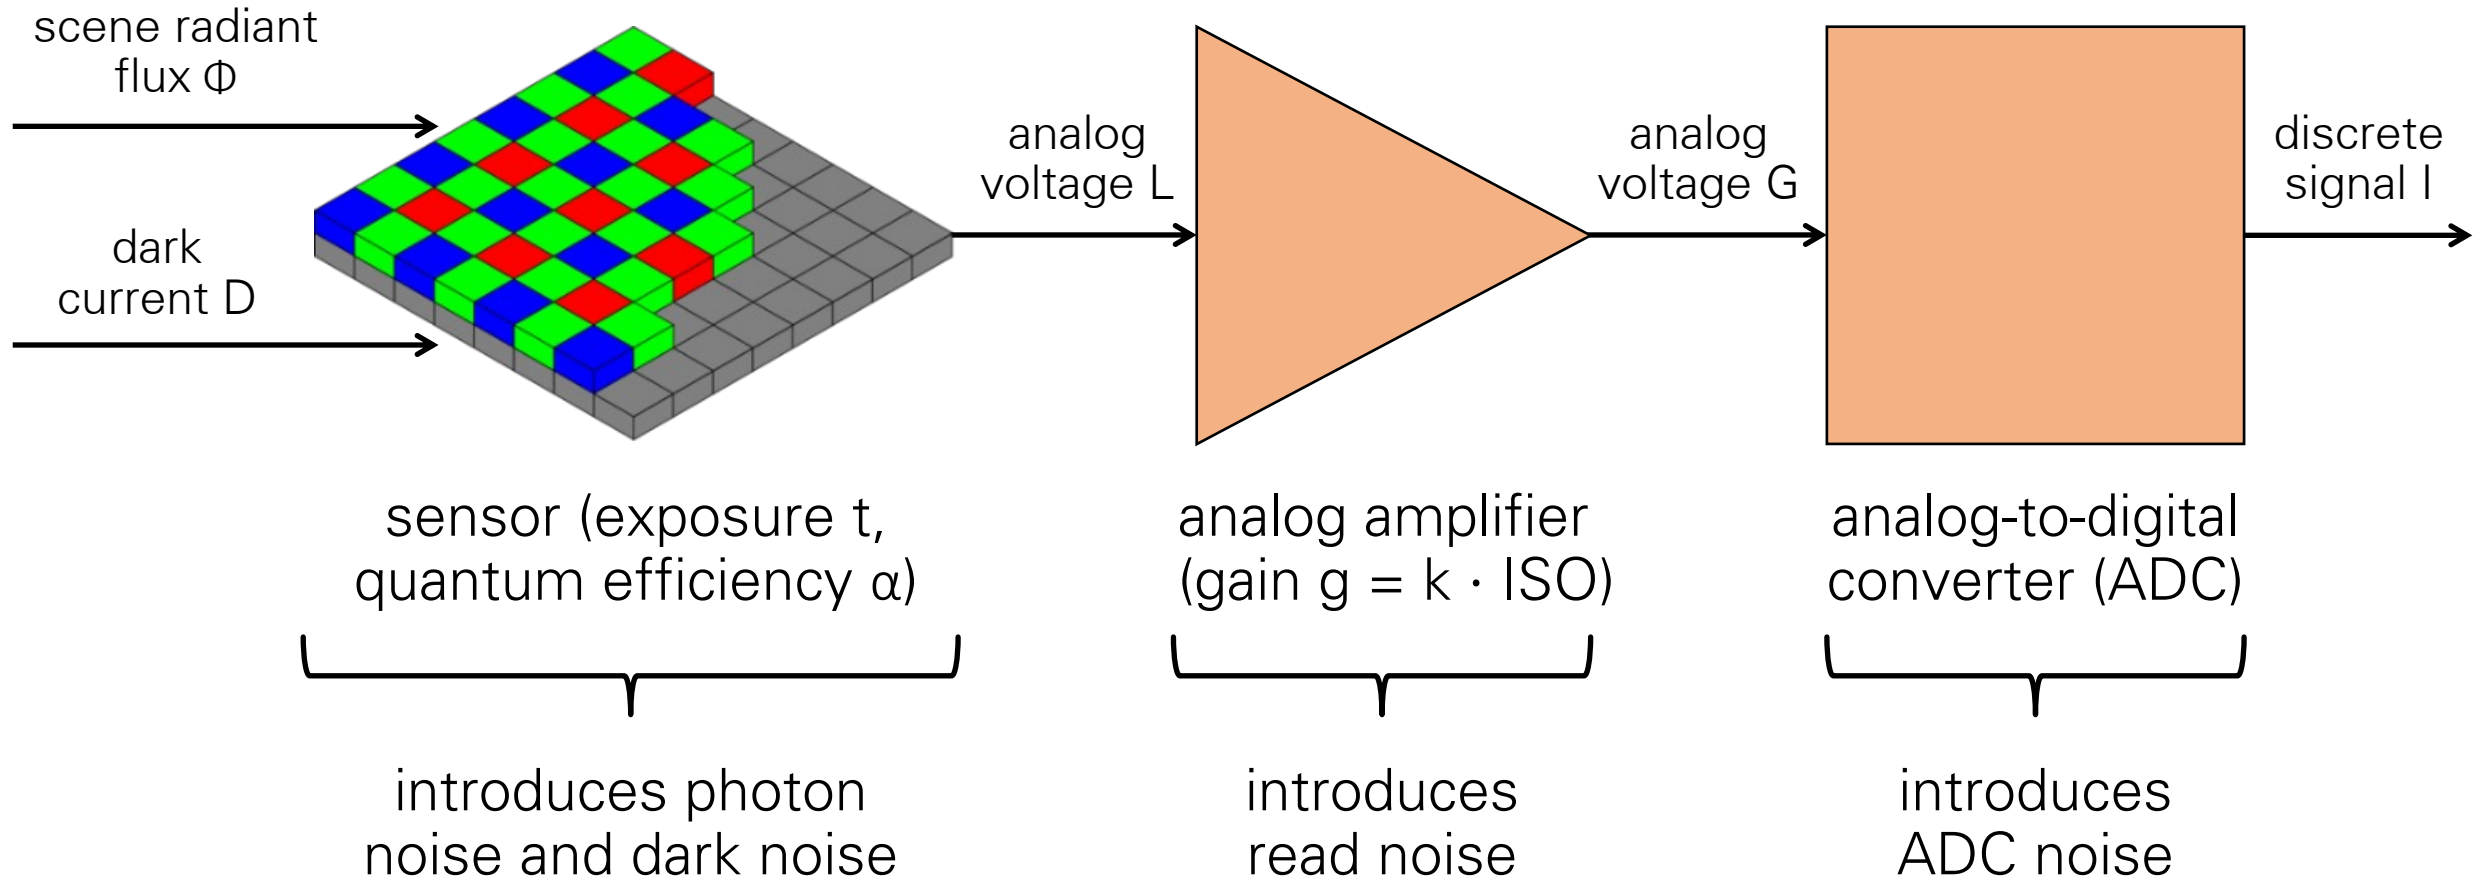 scene radiant
flux Φ
dark
current D
analog
voltage L
analog
voltage G
discrete
signal I
sensor (exposure t,
quantum efficiency α)
analog amplifier
(gain g = k · ISO)
analog-to-digital
converter (ADC)
introduces photon
noise and dark noise
introduces
read noise
introduces
ADC noise